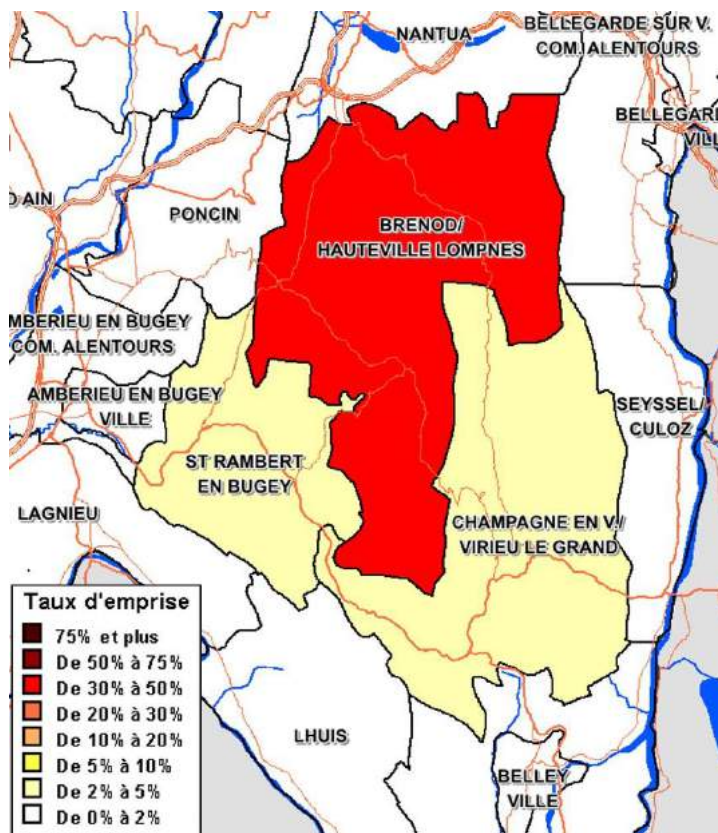 NANTUA
BELLEGARDE SUR V.
COM. ALENTOURS
BELLEGARD
VILL
D AIN
PONCIN
BRENOD/
HAUTEVILLE LOMPNES
MBERIEU EN BUGEY
COM. ALENTOURS
AMBERIEU EN BUGEY
VILLE
SEYSSEL/
CULOZ
ST RAMBERT
EN BUGEY
LAGNIEU
CHAMPAGNE EN V./
VIRIEU LE GRAND
Taux d'emprise
75% et plus
De 50% à 75%
De 30% à 50%
De 20% à 30%
De 10% à 20%
De 5% à 10%
De 2% à 5%
De 0% à 2%
LHUIS
BELLEY
VILLE